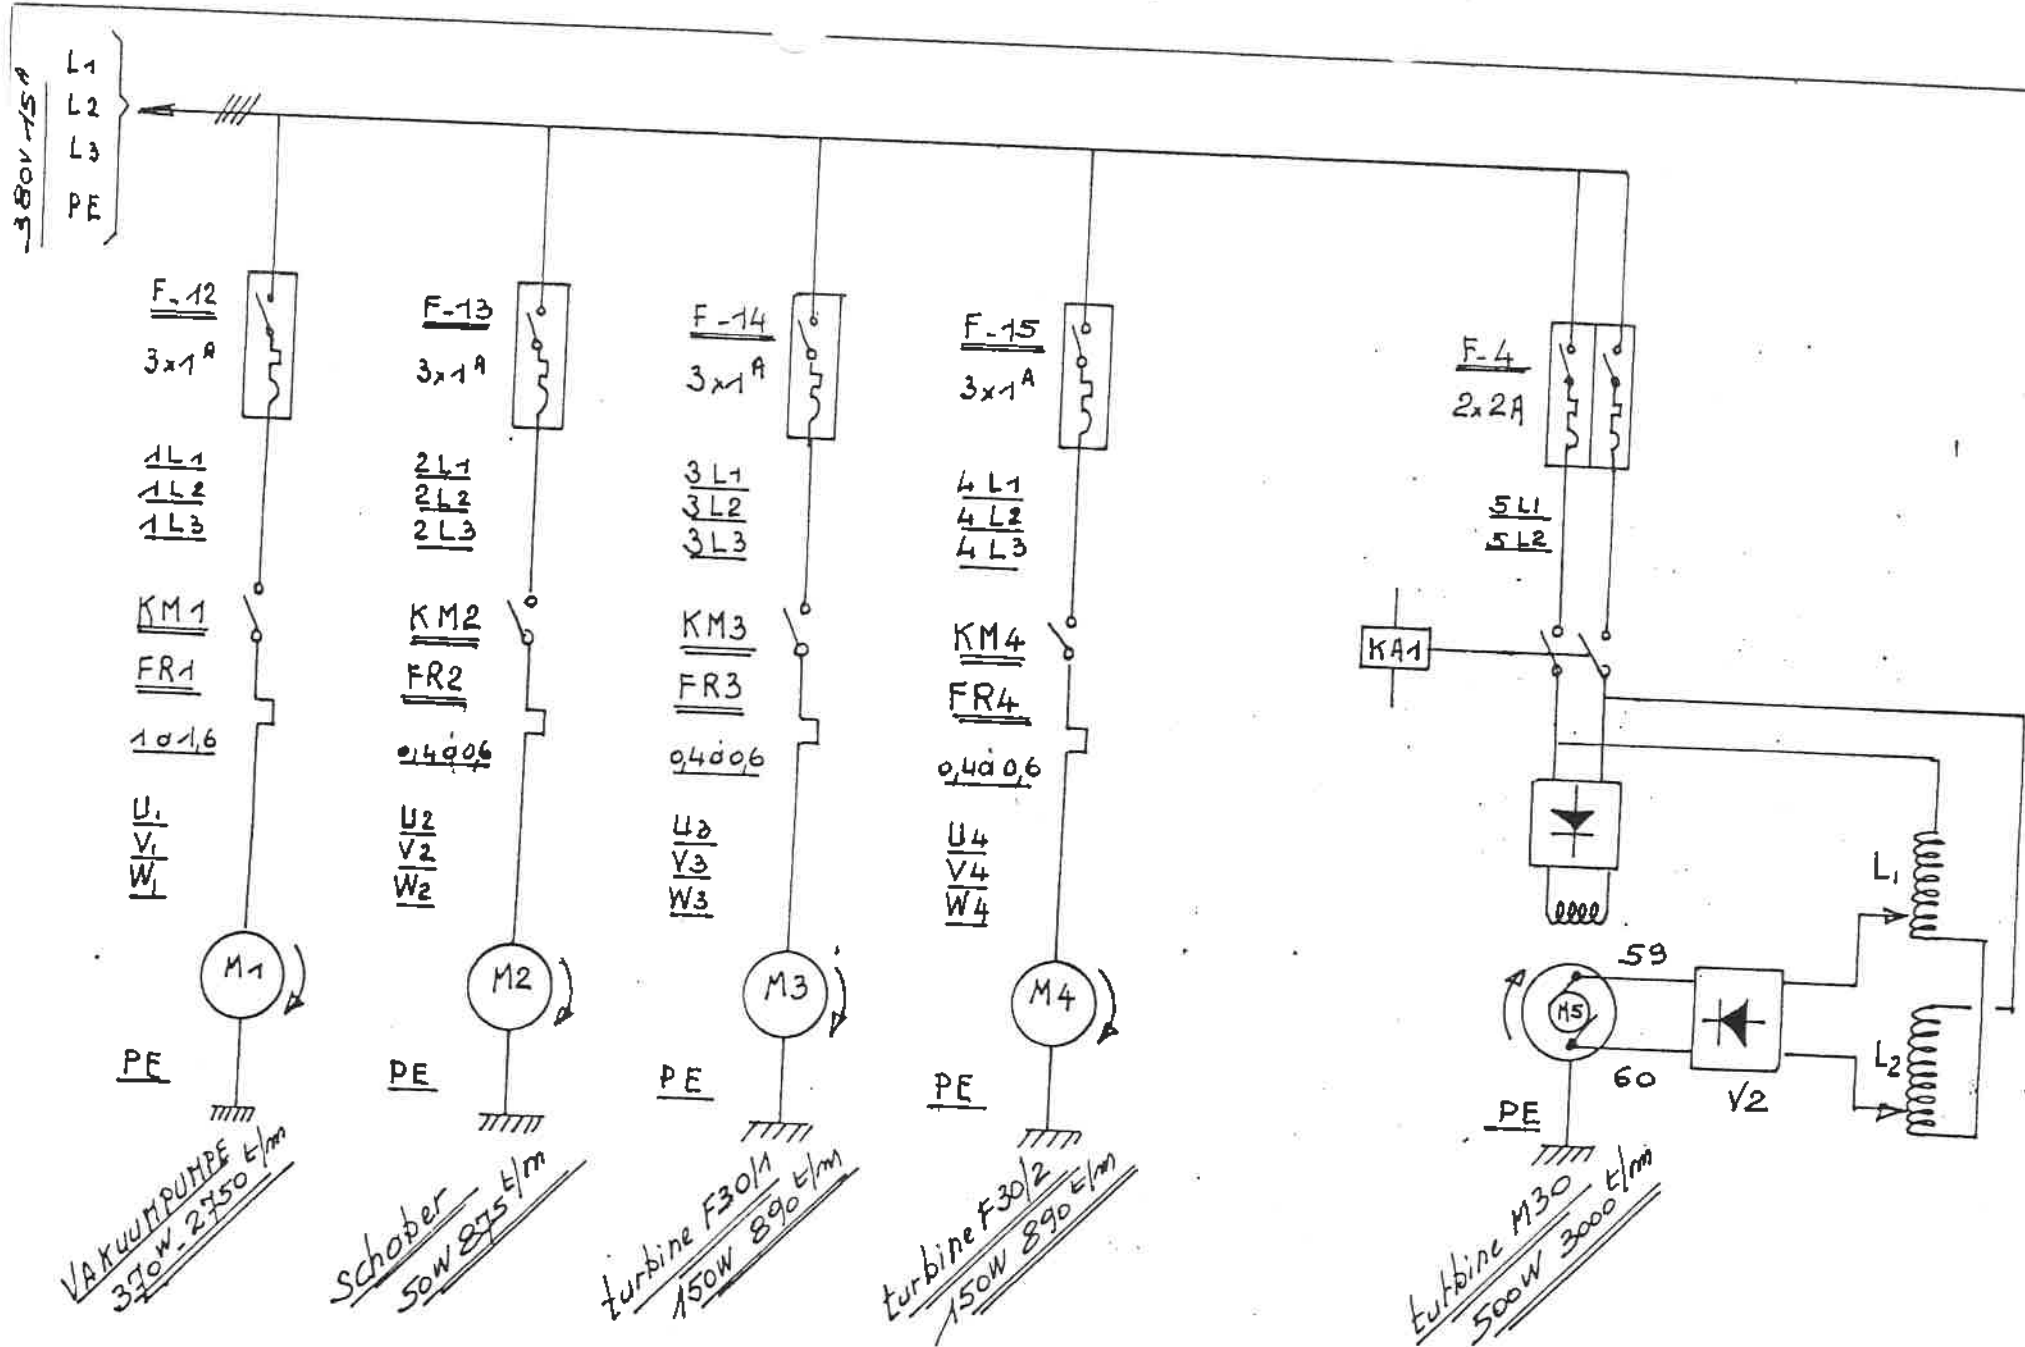 380V 15A
L1
L2
L3
PE
F-12
3x1A
1L1
1L2
1L3
KM1
FR1
1à1,6
U1
V1
W1
M1
PE
VAKUUMPUMPE
370W-2750 t/m
F-13
3x1A
2L1
2L2
2L3
KM2
FR2
0,4à0,6
U2
V2
W2
M2
PE
Schober
50W 875 t/m
F-14
3x1A
3L1
3L2
3L3
KM3
FR3
0,4à0,6
U3
V3
W3
M3
PE
turbine F30/1
150W 890 t/m
F-15
3x1A
4L1
4L2
4L3
KM4
FR4
0,4à0,6
U4
V4
W4
M4
PE
turbine F30/2
150W 890 t/m
F-4
2x2A
5L1
5L2
KA1
L1
59
M5
60
V2
L2
PE
tutbine M30
500W 3000 t/m